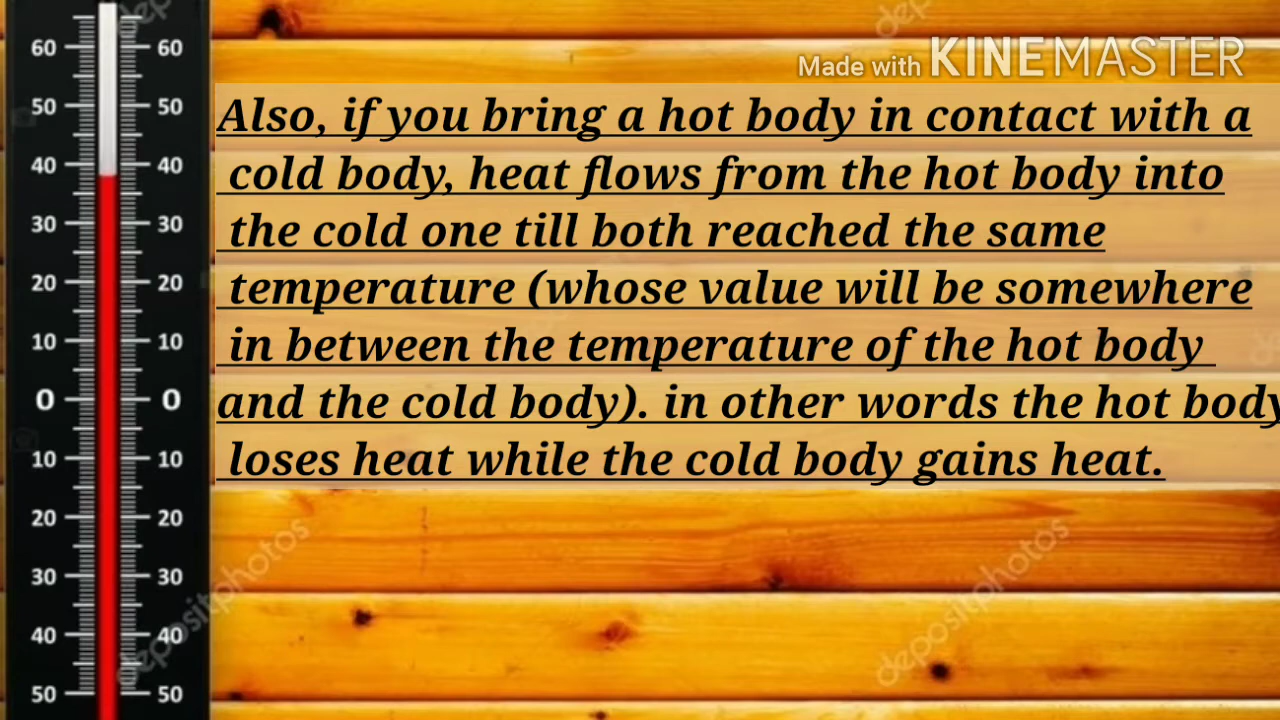 Made with KINEMASTER
Also, if you bring a hot body in contact with a
cold body, heat flows from the hot body into
the cold one till both reached the same
temperature (whose value will be somewhere
in between the temperature of the hot body
and the cold body). in other words the hot body
loses heat while the cold body gains heat.
60 60
50 50
40 40
30 30
20 20
10 10
0 0
10 10
20 20
30 30
40 40
50 50
depositphotos
depositphotos